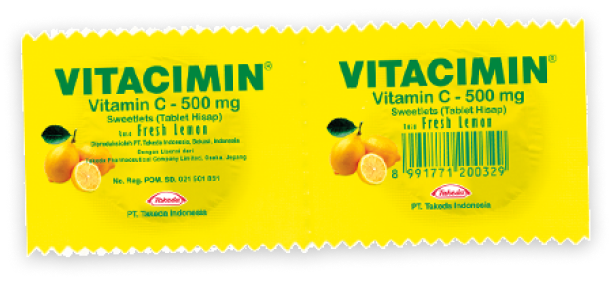 VITACIMIN®
Vitamin C - 500 mg
Sweetlets (Tablet Hisap)
rasa Fresh Lemon
Diproduksi oleh PT. Takeda Indonesia, Bekasi, Indonesia
Dengan Lisensi dari
Takeda Pharmaceutical Company Limited, Osaka, Jepang
No. Reg. POM. SD. 021 501 851
Takeda
PT. Takeda Indonesia
VITACIMIN®
Vitamin C - 500 mg
Sweetlets (Tablet Hisap)
rasa Fresh Lemon
8 991771 200329
Takeda
PT. Takeda Indonesia